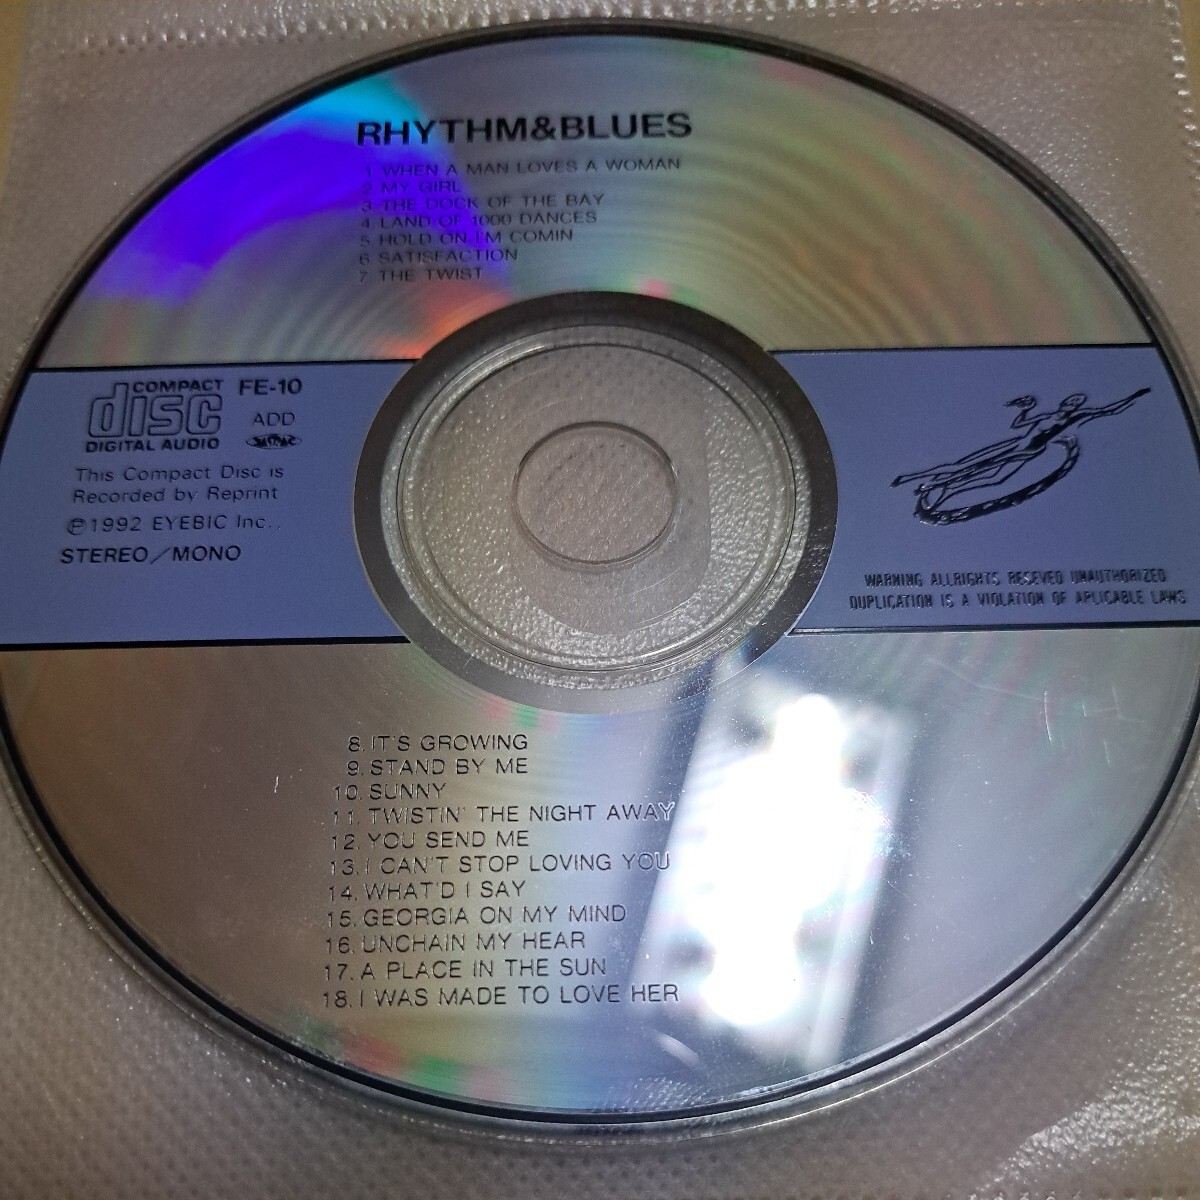 RHYTHM&BLUES
1 WHEN A MAN LOVES A WOMAN
2 MY GIRL
3 THE DOCK OF THE BAY
4 LAND OF 1000 DANCES
5 HOLD ON I'M COMIN
6 SATISFACTION
7 THE TWIST
COMPACT
disc
DIGITAL AUDIO
FE-10
ADD
This Compact Disc is
Recorded by Reprint
Ⓟ1992 EYEBIC Inc.,
STEREO/MONO
WARNING ALLRIGHTS RESEVED UNAUTHORIZED
DUPLICATION IS A VIOLATION OF APLICABLE LAWS
8. IT'S GROWING
9. STAND BY ME
10. SUNNY
11. TWISTIN' THE NIGHT AWAY
12. YOU SEND ME
13. I CAN'T STOP LOVING YOU
14. WHAT'D I SAY
15. GEORGIA ON MY MIND
16. UNCHAIN MY HEAR
17. A PLACE IN THE SUN
18. I WAS MADE TO LOVE HER